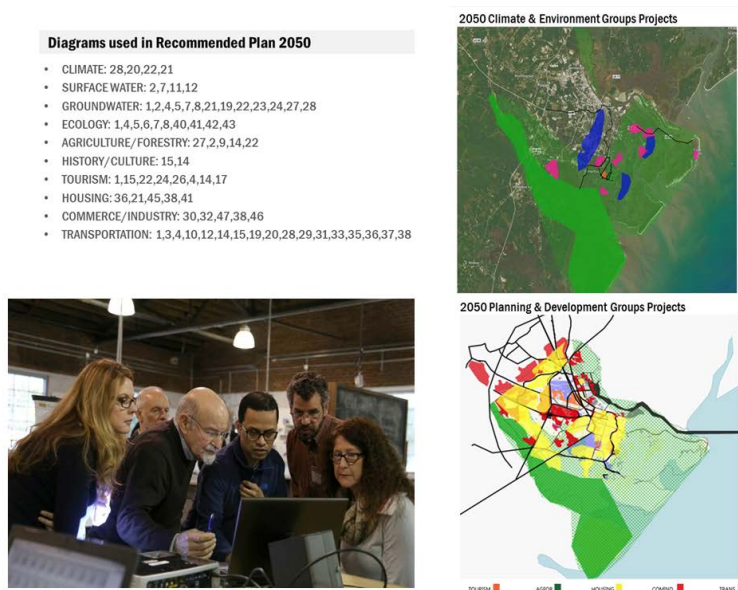 Diagrams used in Recommended Plan 2050
• CLIMATE: 28,20,22,21
• SURFACE WATER: 2,7,11,12
• GROUNDWATER: 1,2,4,5,7,8,21,19,22,23,24,27,28
• ECOLOGY: 1,4,5,6,7,8,40,41,42,43
• AGRICULTURE/FORESTRY: 27,2,9,14,22
• HISTORY/CULTURE: 15,14
• TOURISM: 1,15,22,24,26,4,14,17
• HOUSING: 36,21,45,38,41
• COMMERCE/INDUSTRY: 30,32,47,38,46
• TRANSPORTATION: 1,3,4,10,12,14,15,19,20,28,29,31,33,35,36,37,38
2050 Climate & Environment Groups Projects
2050 Planning & Development Groups Projects
TOURISM AGFOR HOUSING COMIND TRANS